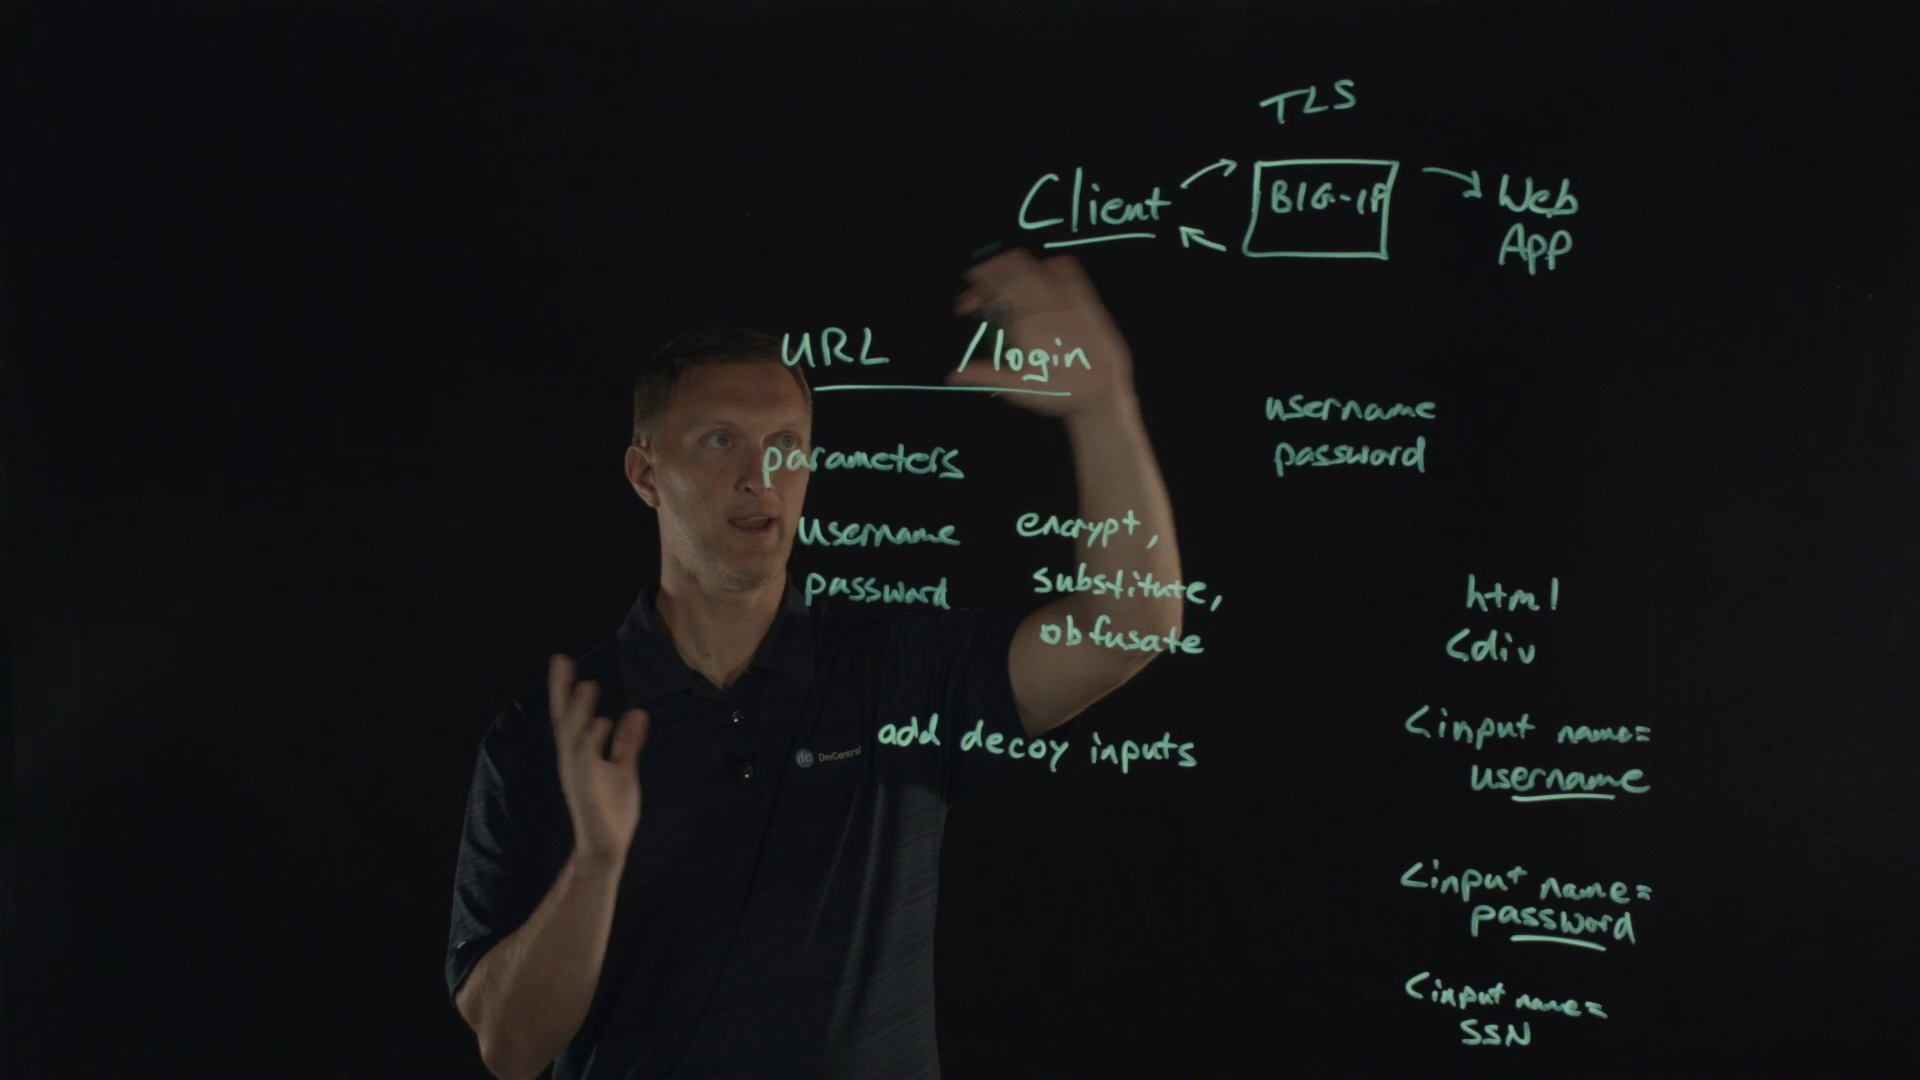 TLS
Client
BIG-IP
Web
App
URL /login
username
password
parameters
username encrypt,
password substitute,
obfusate
html
<div
add decoy inputs
DevCentral
<input name=
username
<input name=
password
<input name=
SSN